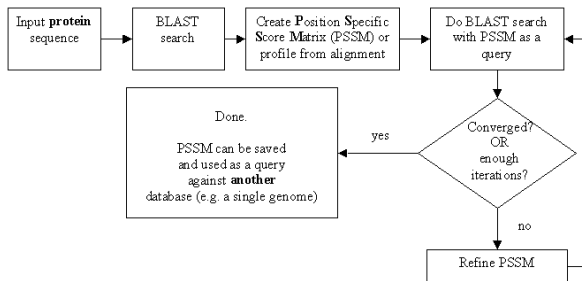 Input protein
sequence
BLAST
search
Create Position Specific
Score Matrix (PSSM) or
profile from alignment
Do BLAST search
with PSSM as a
query
Converged?
OR
enough
iterations?
yes
Done.
PSSM can be saved
and used as a query
against another
database (e.g. a single genome)
no
Refine PSSM